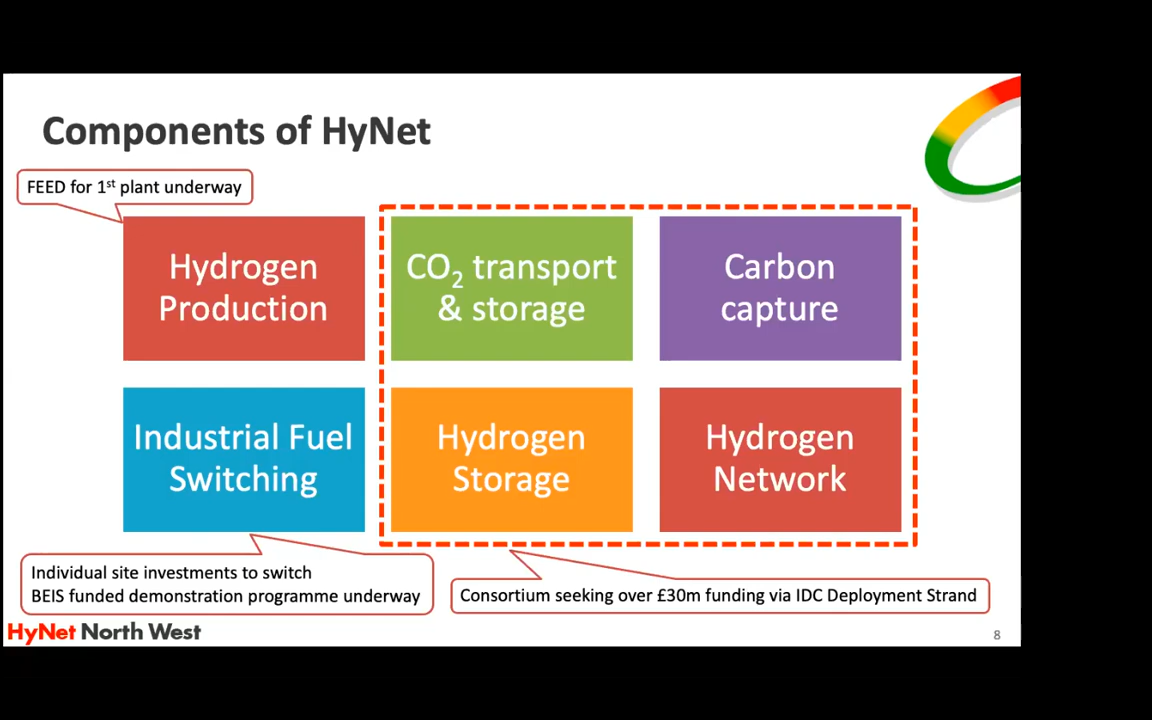 Components of HyNet
FEED for 1st plant underway
Hydrogen
Production
CO2 transport
& storage
Carbon
capture
Industrial Fuel
Switching
Hydrogen
Storage
Hydrogen
Network
Individual site investments to switch
BEIS funded demonstration programme underway
Consortium seeking over £30m funding via IDC Deployment Strand
HyNet North West
8